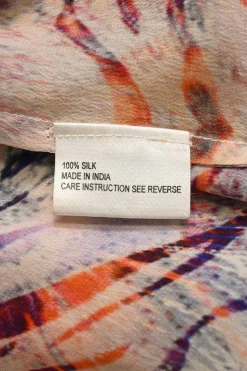 100% SILK
MADE IN INDIA
CARE INSTRUCTION SEE REVERSE